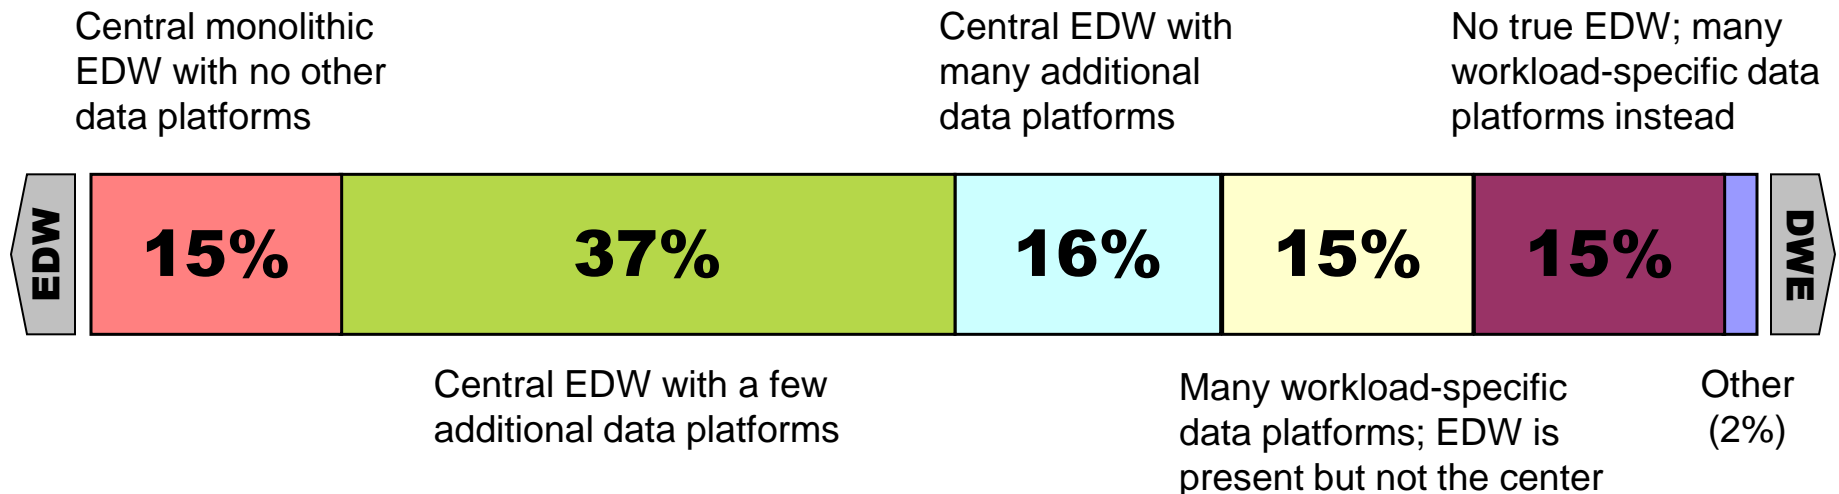 Central monolithic
EDW with no other
data platforms
Central EDW with
many additional
data platforms
No true EDW; many
workload-specific data
platforms instead
EDW
15%
37%
16%
15%
15%
DWE
Central EDW with a few
additional data platforms
Many workload-specific
data platforms; EDW is
present but not the center
Other
(2%)